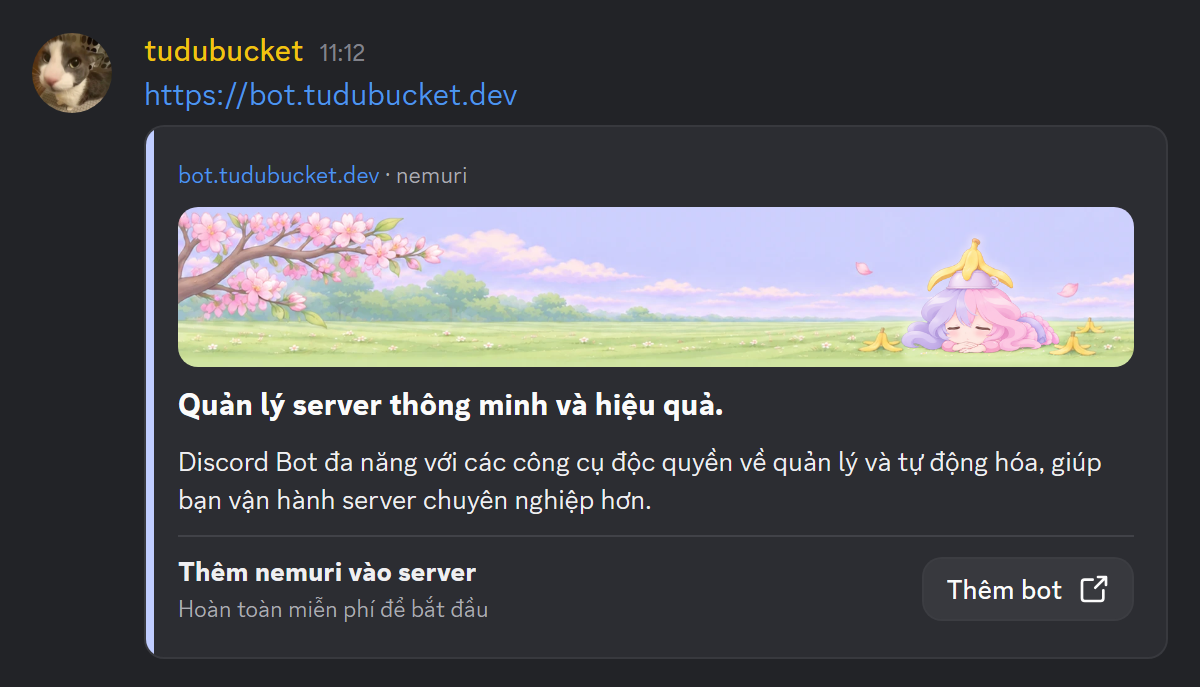 tudubucket 11:12
https://bot.tudubucket.dev
bot.tudubucket.dev · nemuri
Quản lý server thông minh và hiệu quả.
Discord Bot đa năng với các công cụ độc quyền về quản lý và tự động hóa, giúp
bạn vận hành server chuyên nghiệp hơn.
Thêm nemuri vào server
Hoàn toàn miễn phí để bắt đầu
Thêm bot